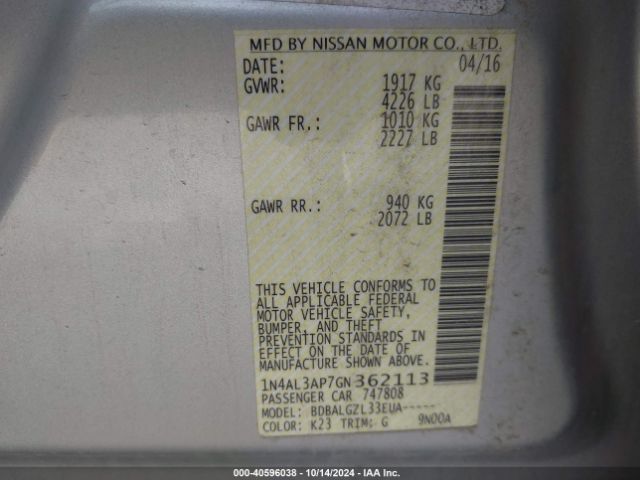 MFD BY NISSAN MOTOR CO., LTD.
DATE: 04/16
GVWR: 1917 KG
4226 LB
GAWR FR.: 1010 KG
2227 LB
GAWR RR.: 940 KG
2072 LB
THIS VEHICLE CONFORMS TO
ALL APPLICABLE FEDERAL
MOTOR VEHICLE SAFETY,
BUMPER, AND THEFT
PREVENTION STANDARDS IN
EFFECT ON THE DATE OF
MANUFACTURE SHOWN ABOVE.
1N4AL3AP7GN362113
PASSENGER CAR 747808
MODEL: BDBALGZL33EUA-----
COLOR: K23 TRIM: G 9N00A
000-40596038 | 10/14/2024 | IAA Inc.